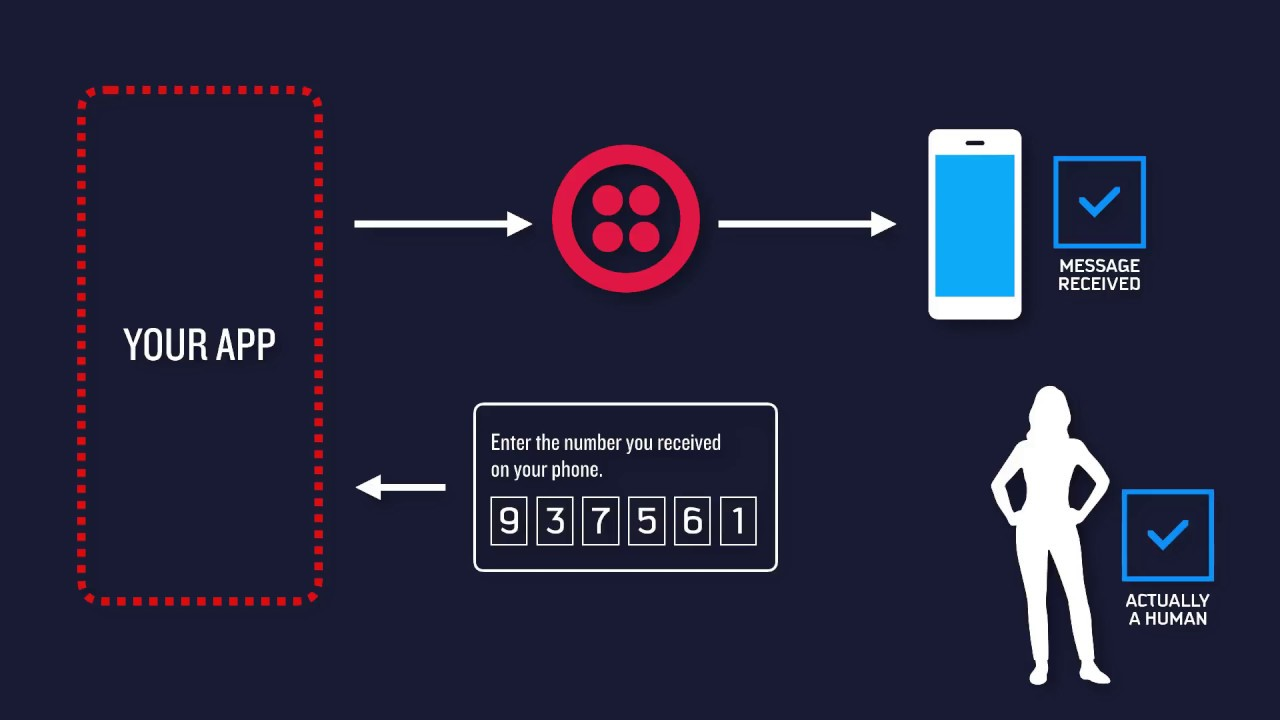 YOUR APP
MESSAGE
RECEIVED
Enter the number you received
on your phone.
9 3 7 5 6 1
ACTUALLY
A HUMAN